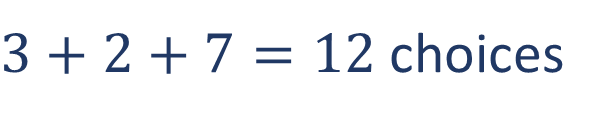 3 + 2 + 7 = 12 choices